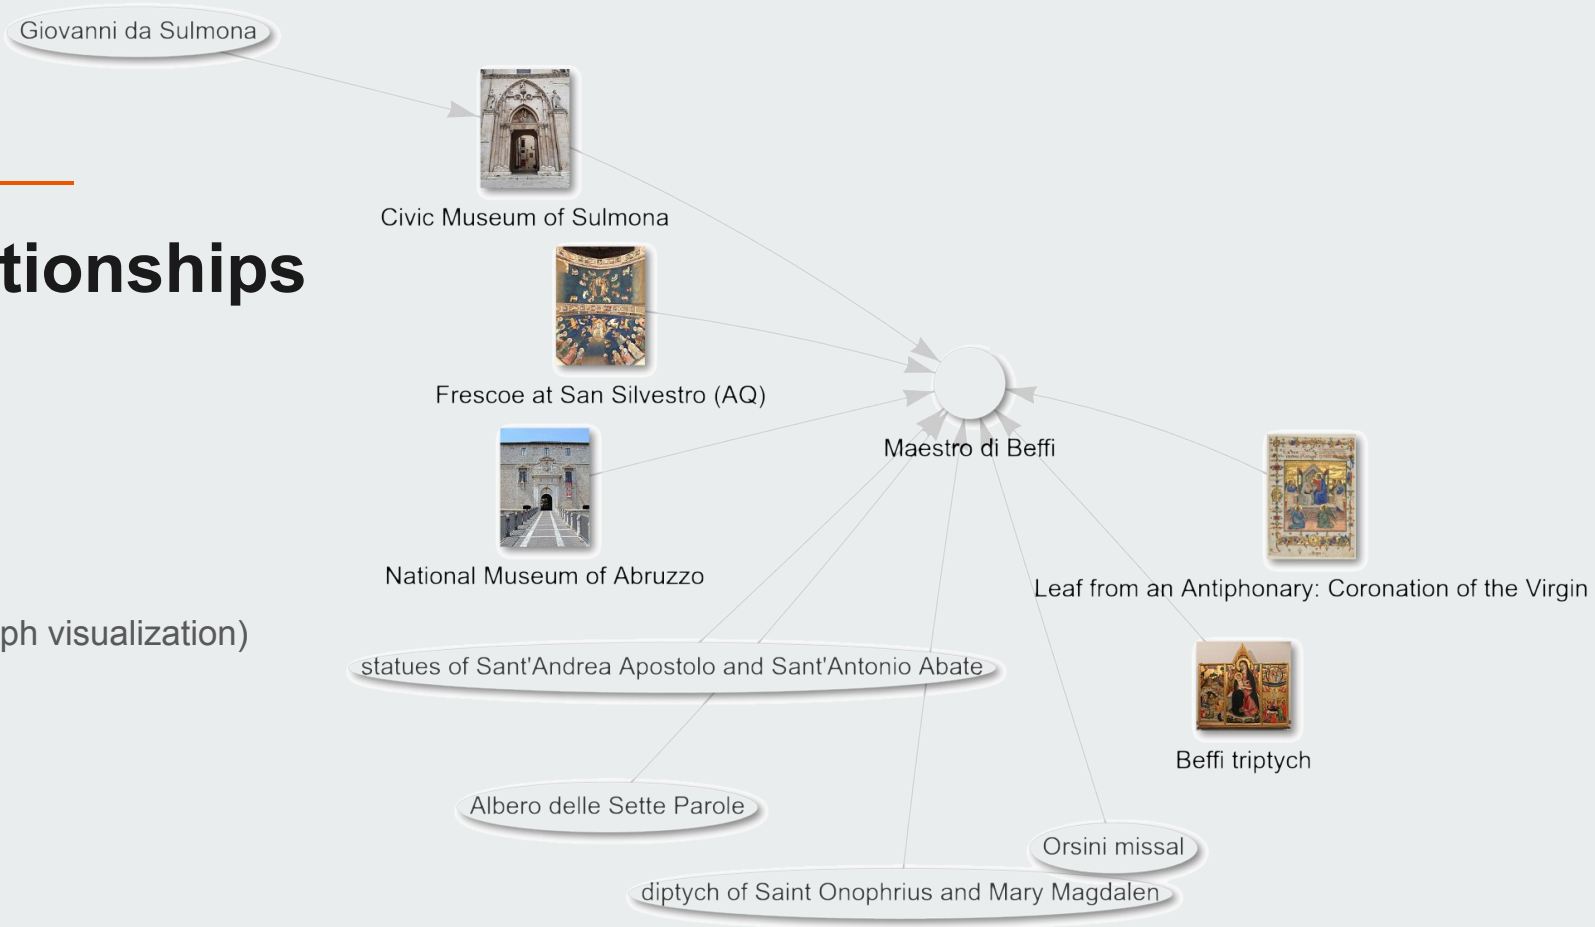 Giovanni da Sulmona
Civic Museum of Sulmona
tionships
Frescoe at San Silvestro (AQ)
Maestro di Beffi
National Museum of Abruzzo
Leaf from an Antiphonary: Coronation of the Virgin
ph visualization)
statues of Sant'Andrea Apostolo and Sant'Antonio Abate
Beffi triptych
Albero delle Sette Parole
Orsini missal
diptych of Saint Onophrius and Mary Magdalen